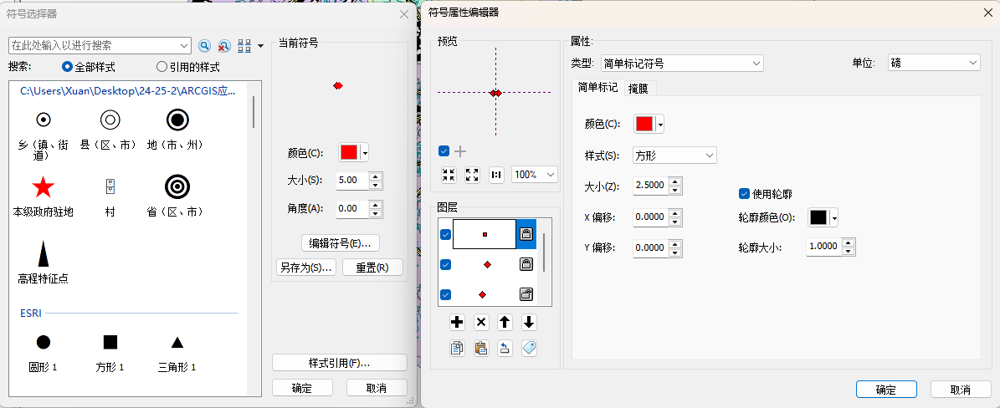 符号选择器
在此处输入以进行搜索
搜索:
全部样式
引用的样式
C:\Users\Xuan\Desktop\24-25-2\ARCGIS应...
乡（镇、街道）
县（区、市）
地（市、州）
本级政府驻地
村
省（区、市）
高程特征点
ESRI
圆形 1
方形 1
三角形 1
当前符号
颜色(C):
大小(S):
5.00
角度(A):
0.00
编辑符号(E)...
另存为(S)...
重置(R)
样式引用(F)...
确定
取消
符号属性编辑器
预览
100%
1:1
图层
属性:
类型:
简单标记符号
单位:
磅
简单标记
掩膜
颜色(C):
样式(S):
方形
大小(Z):
2.5000
使用轮廓
X 偏移:
0.0000
轮廓颜色(O):
Y 偏移:
0.0000
轮廓大小:
1.0000
确定
取消